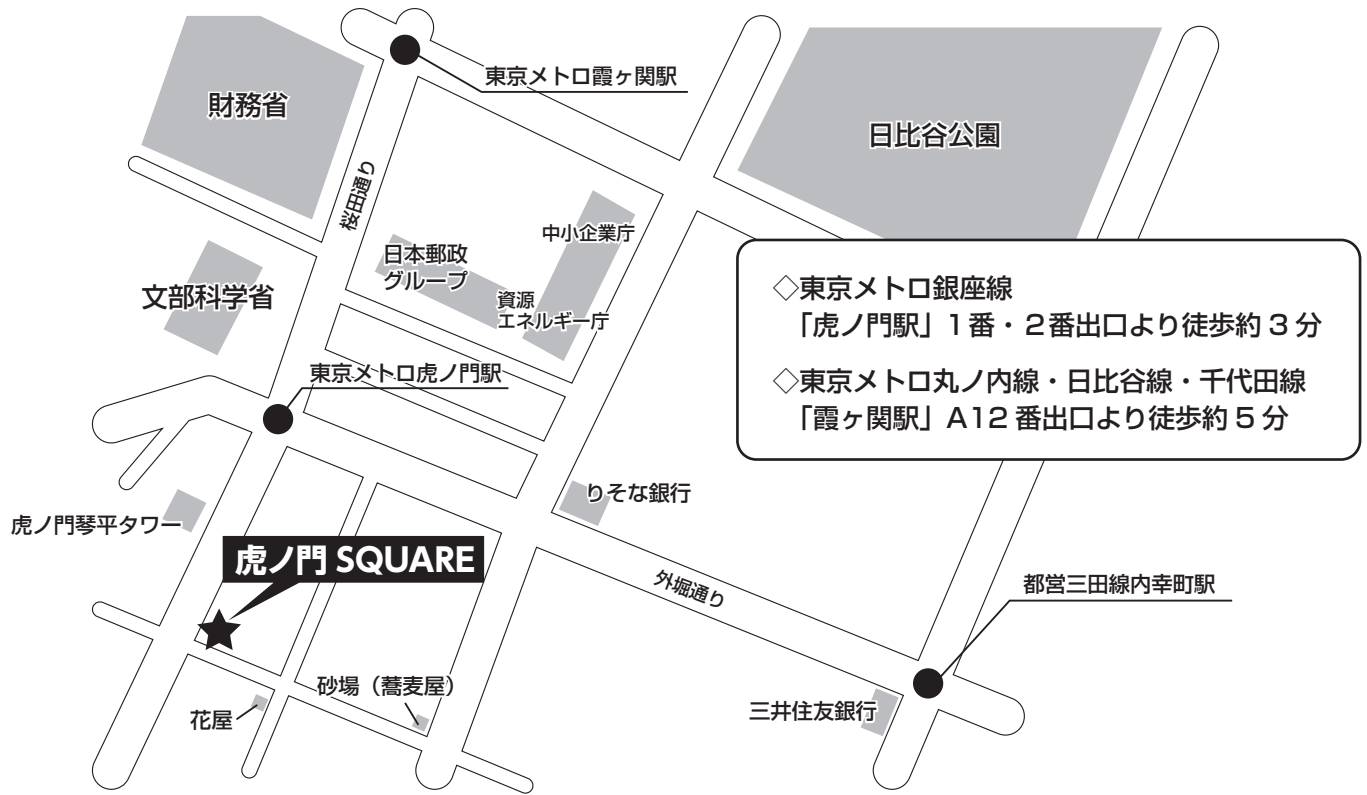 東京メトロ霞ヶ関駅
財務省
日比谷公園
桜田通り
中小企業庁
日本郵政
グループ
資源
エネルギー庁
文部科学省
◇東京メトロ銀座線
「虎ノ門駅」1番・2番出口より徒歩約3分
◇東京メトロ丸ノ内線・日比谷線・千代田線
「霞ヶ関駅」A12番出口より徒歩約5分
東京メトロ虎ノ門駅
りそな銀行
虎ノ門琴平タワー
虎ノ門 SQUARE
外堀通り
都営三田線内幸町駅
砂場（蕎麦屋）
花屋
三井住友銀行